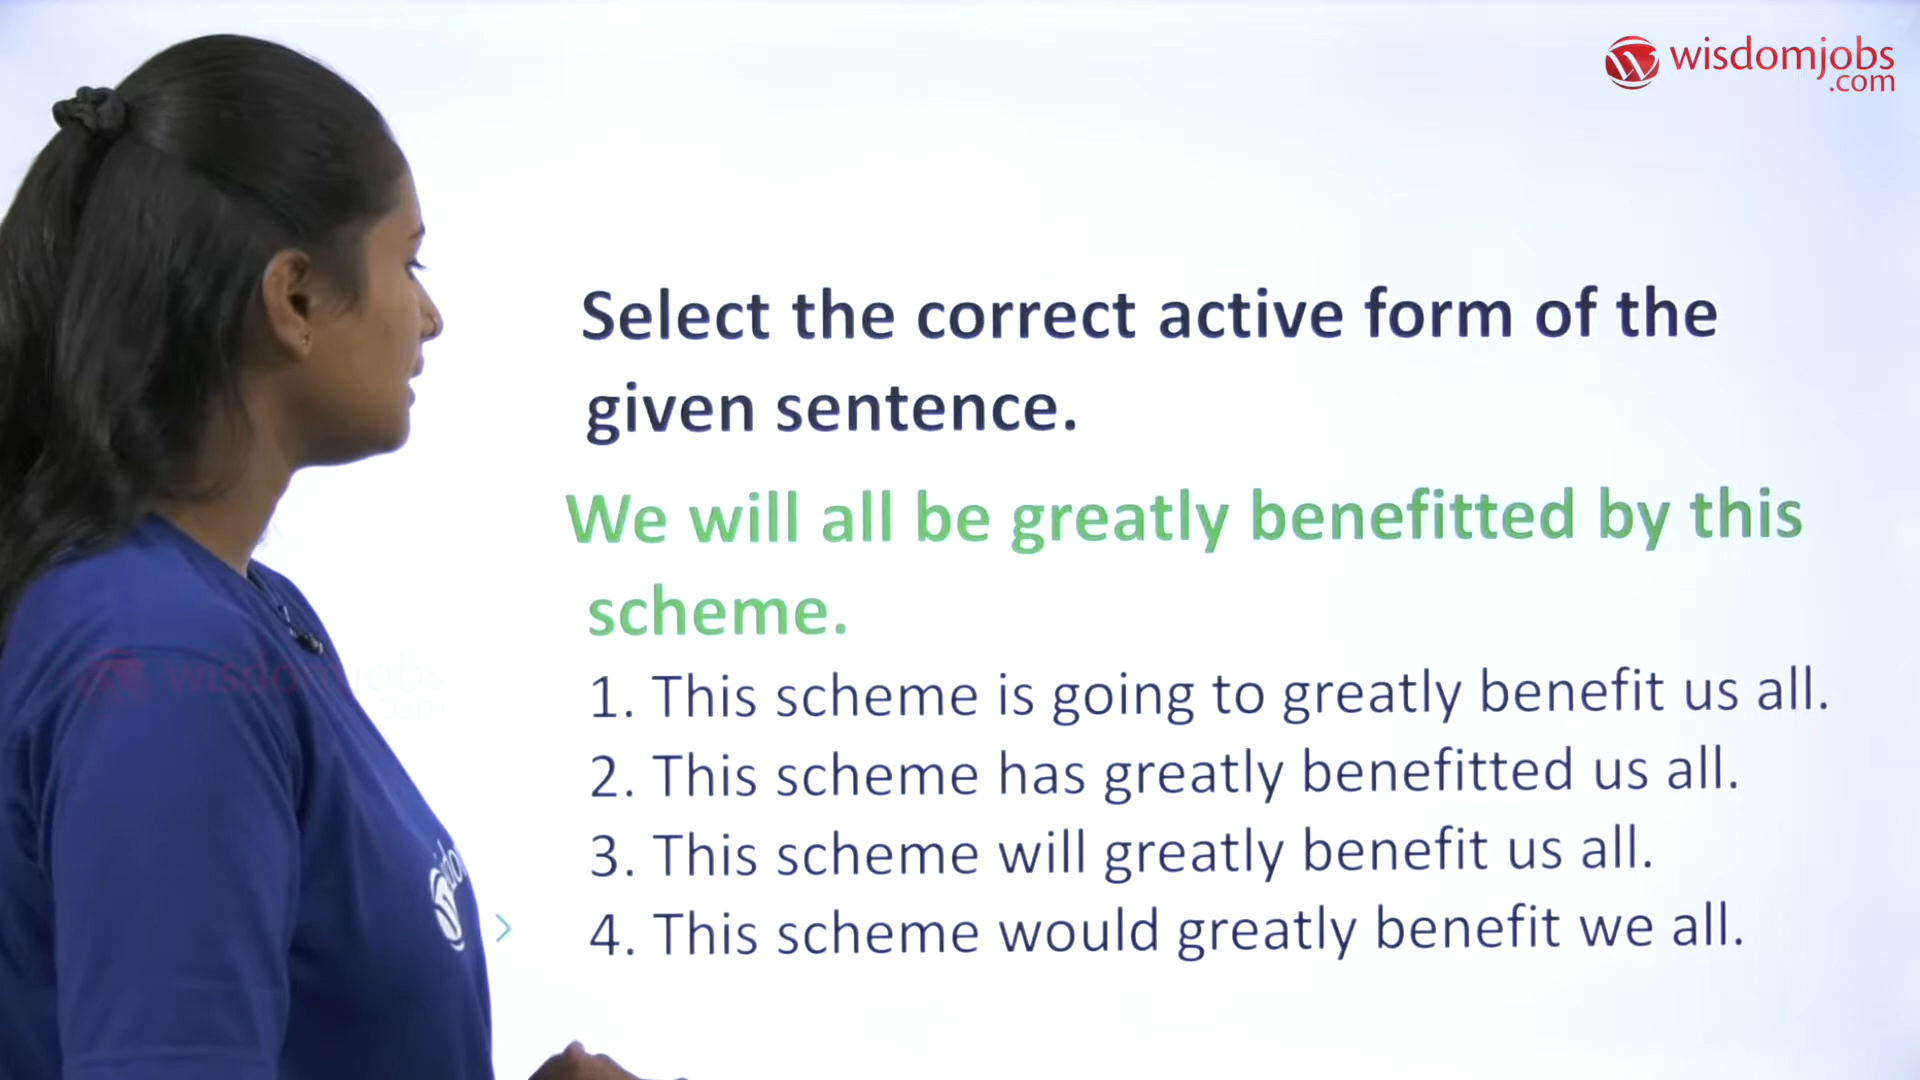 wisdomjobs
.com
Select the correct active form of the
given sentence.
We will all be greatly benefitted by this
scheme.
1. This scheme is going to greatly benefit us all.
2. This scheme has greatly benefitted us all.
3. This scheme will greatly benefit us all.
4. This scheme would greatly benefit we all.
wisdomjobs
.com